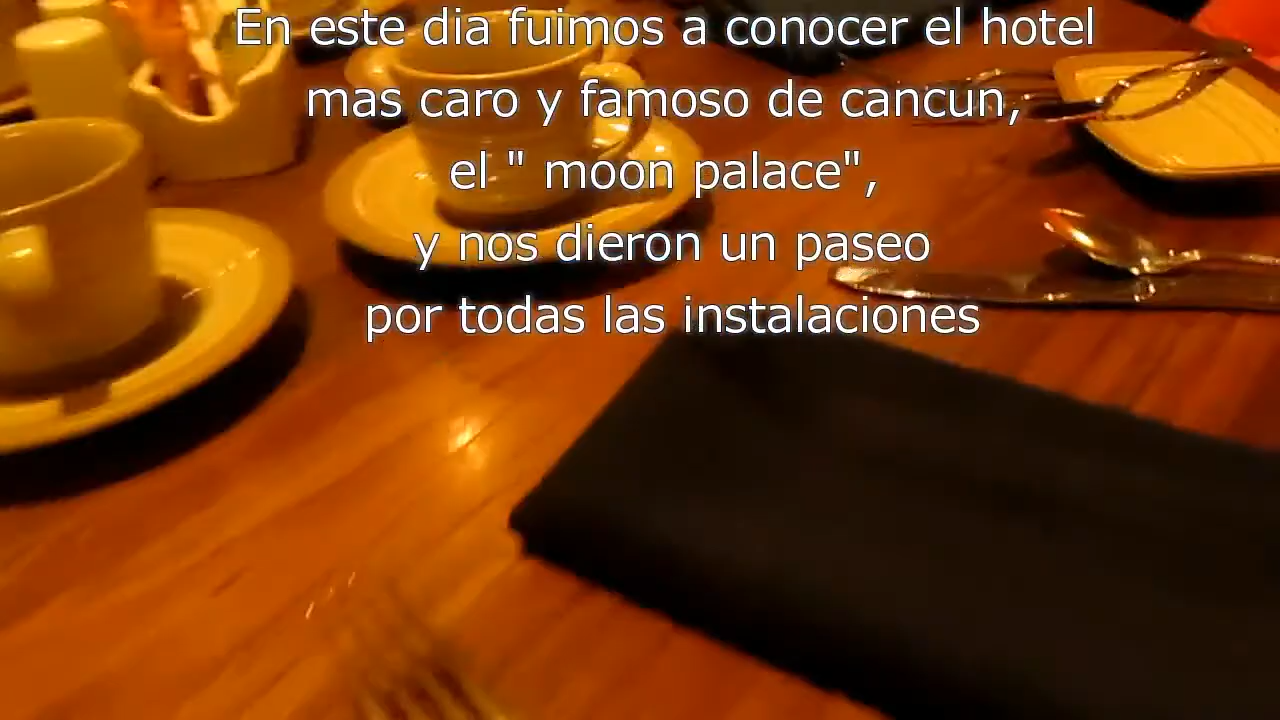 En este dia fuimos a conocer el hotel
mas caro y famoso de cancun,
el " moon palace",
y nos dieron un paseo
por todas las instalaciones